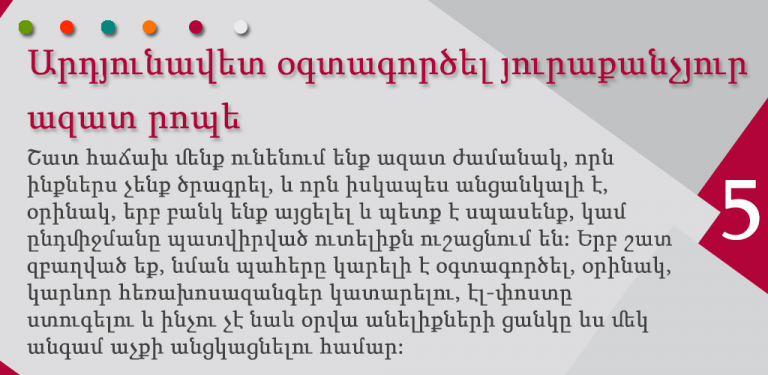 Արդյունավետ օգտագործել յուրաքանչյուր
ազատ րոպե
Շատ հաճախ մենք ունենում ենք ազատ ժամանակ, որն
ինքներս չենք ծրագրել, և որն իսկապես անցանկալի է,
օրինակ, երբ բանկ ենք այցելել և պետք է սպասենք, կամ
ընդմիջմանը պատվիրված ուտելիքն ուշացնում են: Երբ շատ
զբաղված եք, նման պահերը կարելի է օգտագործել, օրինակ,
կարևոր հեռախոսազանգեր կատարելու, էլ-փոստը
ստուգելու և ինչու չէ նաև օրվա անելիքների ցանկը ևս մեկ
անգամ աչքի անցկացնելու համար:
5